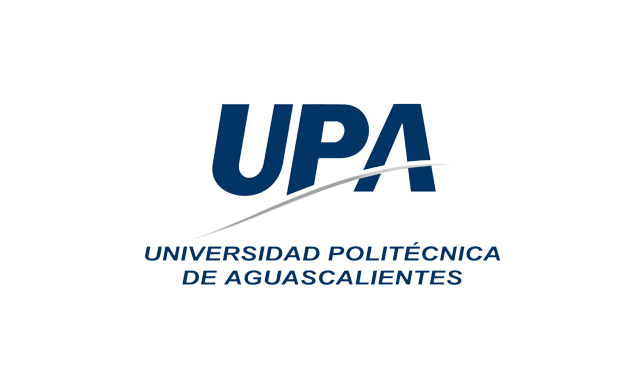 UPA
UNIVERSIDAD POLITÉCNICA
DE AGUASCALIENTES